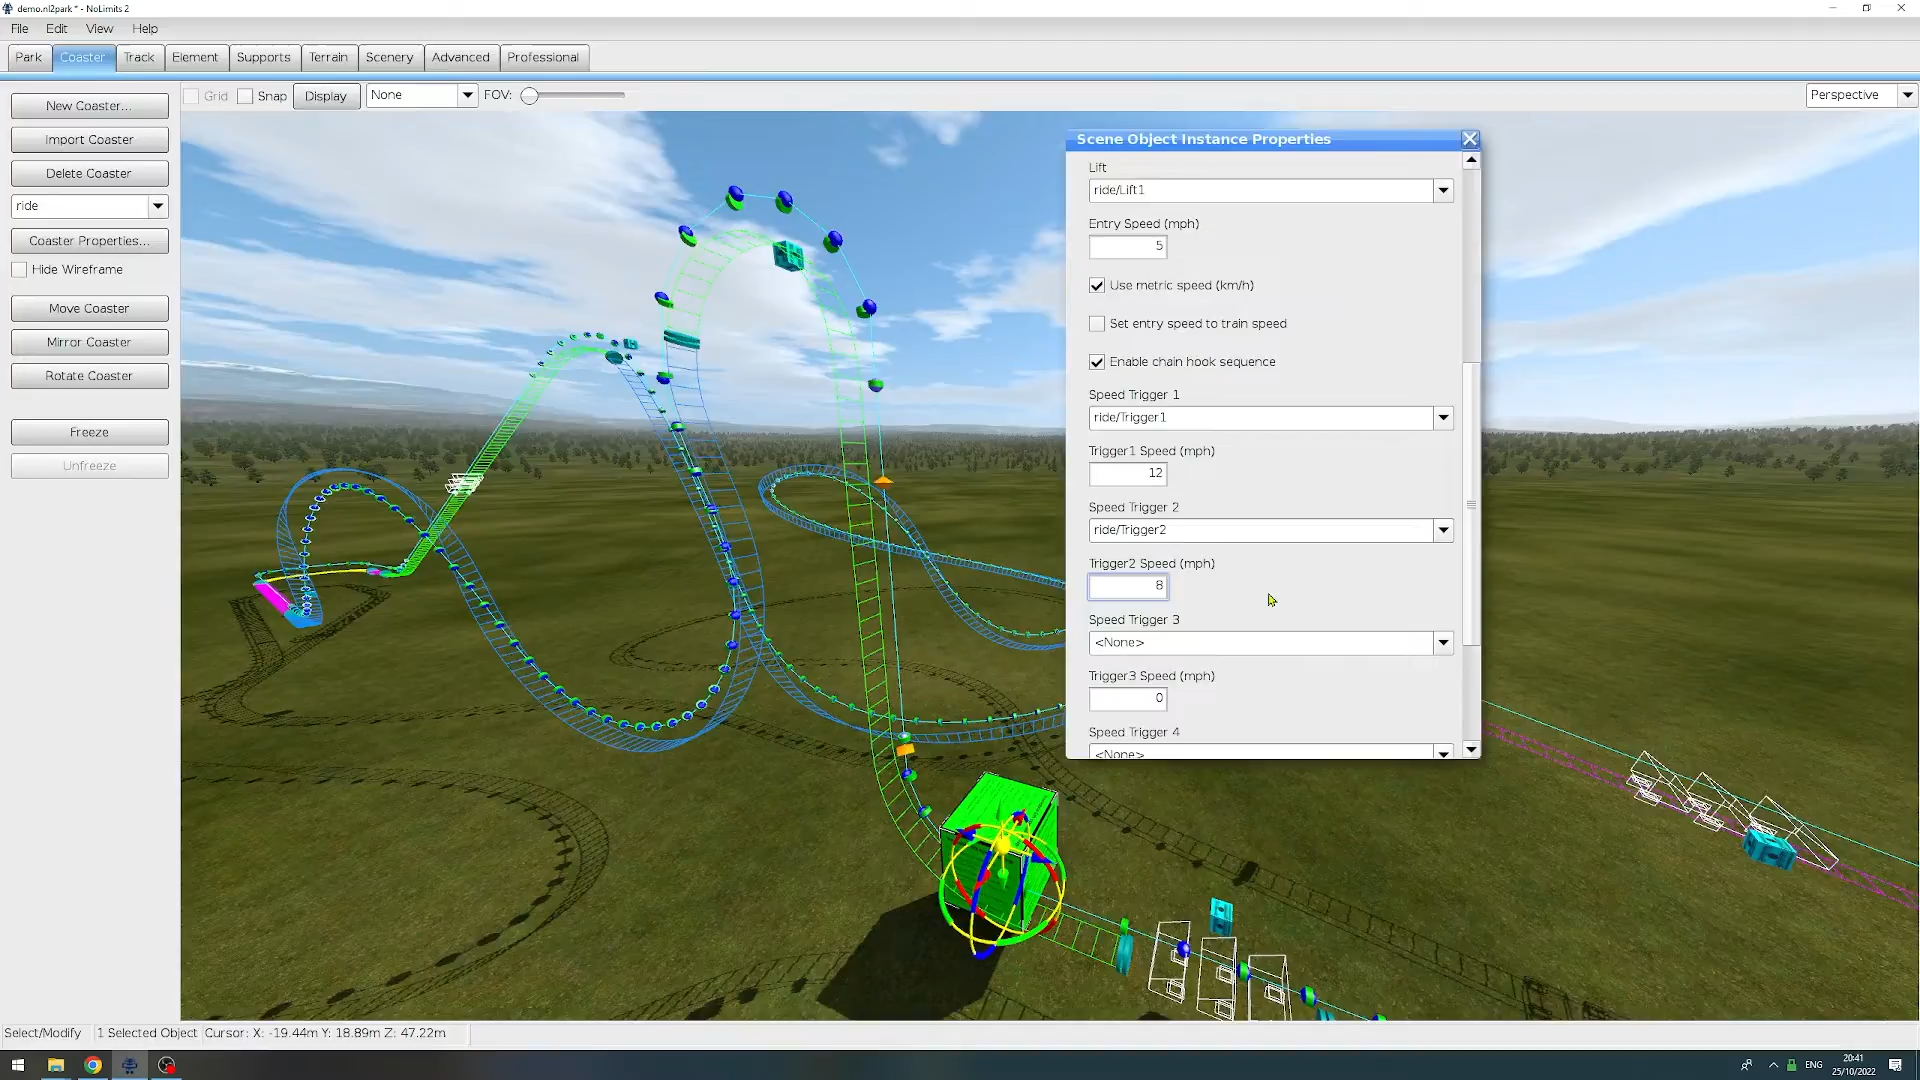 demo.nl2park * - NoLimits 2
File Edit View Help
Park Coaster Track Element Supports Terrain Scenery Advanced Professional
Grid Snap Display None FOV: Perspective
New Coaster...
Import Coaster
Delete Coaster
ride
Coaster Properties...
Hide Wireframe
Move Coaster
Mirror Coaster
Rotate Coaster
Freeze
Unfreeze
Scene Object Instance Properties
Lift
ride/Lift1
Entry Speed (mph)
5
Use metric speed (km/h)
Set entry speed to train speed
Enable chain hook sequence
Speed Trigger 1
ride/Trigger1
Trigger1 Speed (mph)
12
Speed Trigger 2
ride/Trigger2
Trigger2 Speed (mph)
8
Speed Trigger 3
<None>
Trigger3 Speed (mph)
0
Speed Trigger 4
<None>
Select/Modify 1 Selected Object Cursor: X: -19.44m Y: 18.89m Z: 47.22m
ENG
20:41
25/10/2022